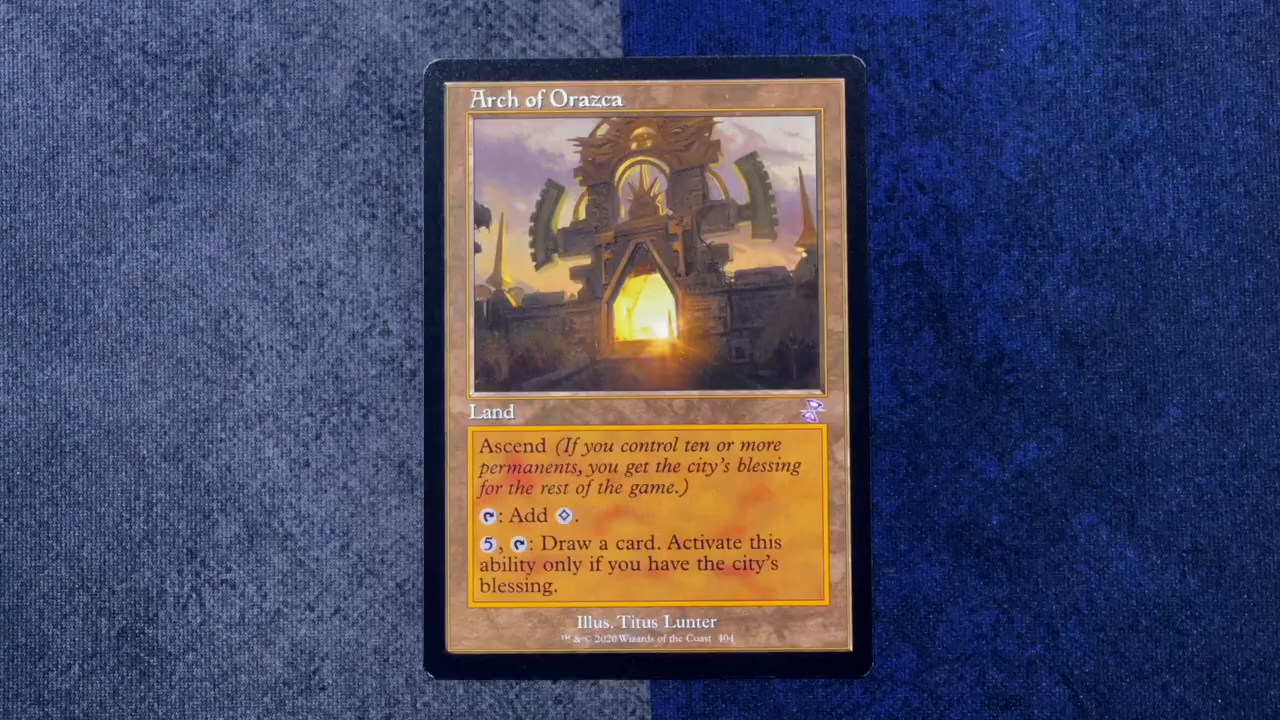 Arch of Orazca
Land
Ascend (If you control ten or more
permanents, you get the city's blessing
for the rest of the game.)
: Add .
5, : Draw a card. Activate this
ability only if you have the city's
blessing.
Illus. Titus Lunter
™ & © 2020 Wizards of the Coast 404